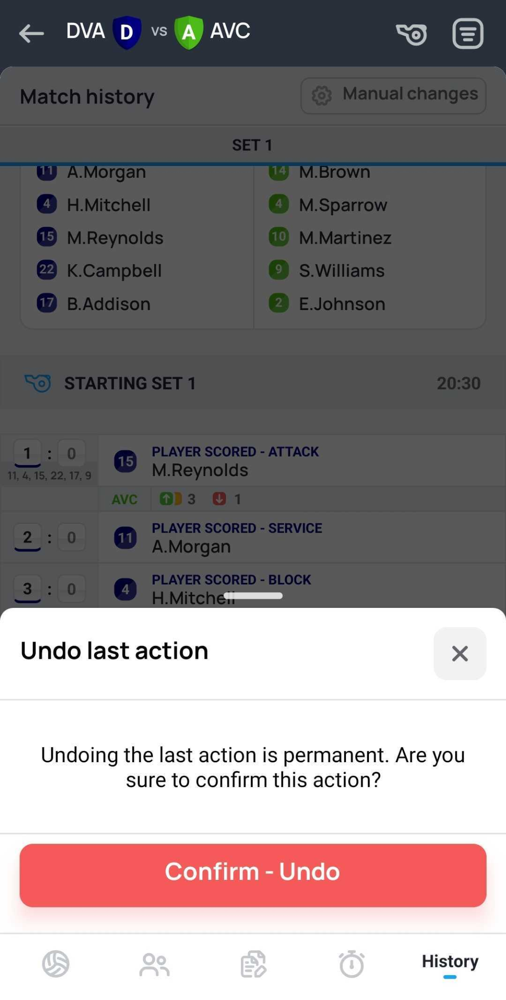 DVA D vs A AVC
Match history
Manual changes
SET 1
11 A.Morgan
14 M.Brown
4 H.Mitchell
4 M.Sparrow
15 M.Reynolds
10 M.Martinez
22 K.Campbell
9 S.Williams
17 B.Addison
2 E.Johnson
STARTING SET 1
20:30
1 : 0
11, 4, 15, 22, 17, 9
15
PLAYER SCORED - ATTACK
M.Reynolds
AVC 3 1
2 : 0
11
PLAYER SCORED - SERVICE
A.Morgan
3 : 0
4
PLAYER SCORED - BLOCK
H.Mitchell
Undo last action
Undoing the last action is permanent. Are you
sure to confirm this action?
Confirm - Undo
History